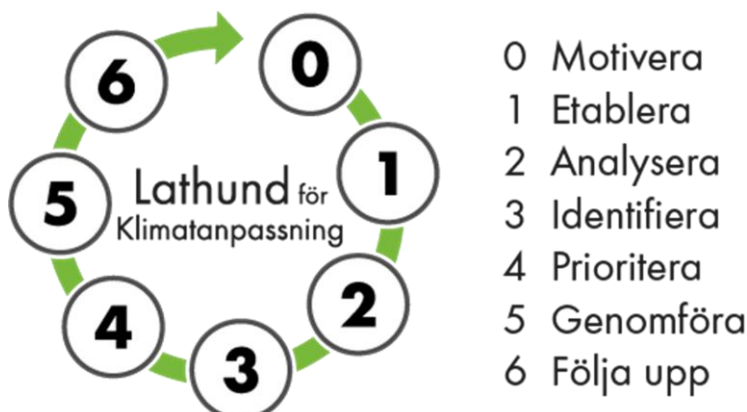 0
1
2
3
4
5
6
Lathund för
Klimatanpassning
0 Motivera
1 Etablera
2 Analysera
3 Identifiera
4 Prioritera
5 Genomföra
6 Följa upp